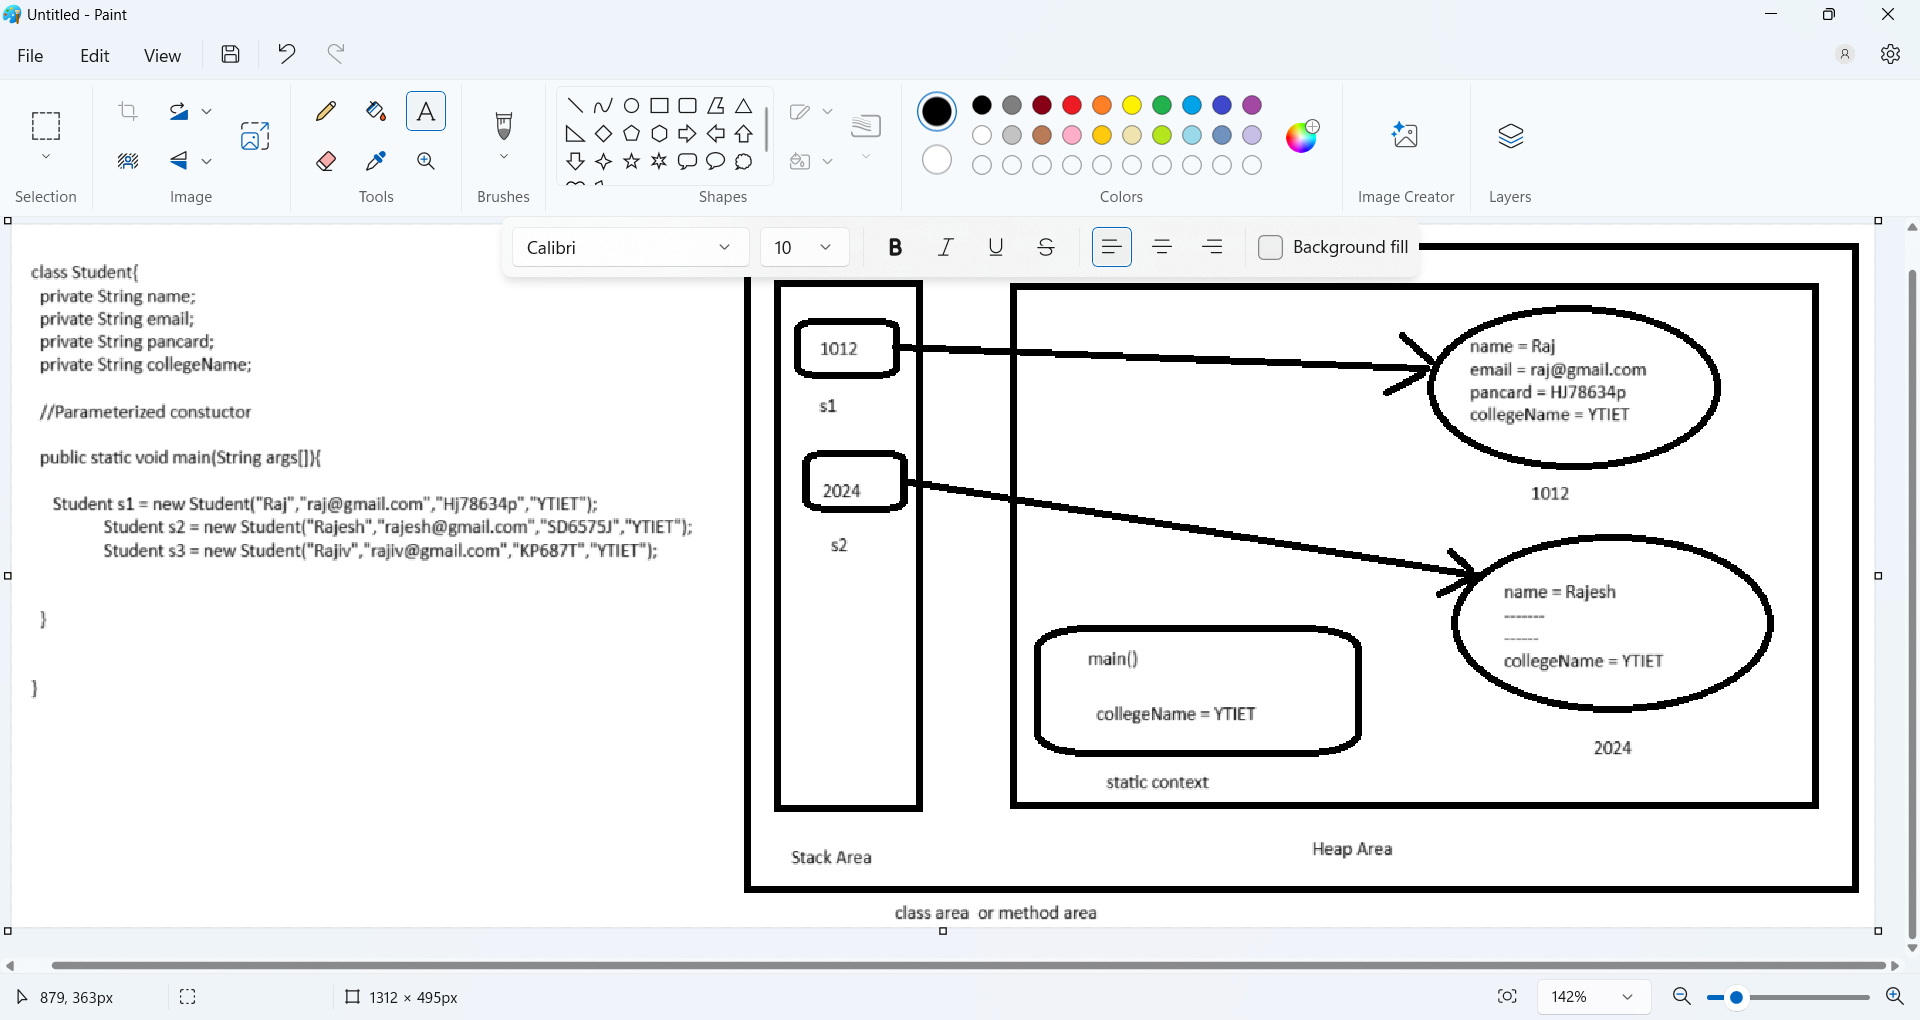 Untitled - Paint
File
Edit
View
Selection
Image
Tools
Brushes
Shapes
Colors
Image Creator
Layers
Calibri
10
B
I
U
S
Background fill
class Student{
private String name;
private String email;
private String pancard;
private String collegeName;
//Parameterized constuctor
public static void main(String args[]){
Student s1 = new Student("Raj","raj@gmail.com","Hj78634p","YTIET");
Student s2 = new Student("Rajesh","rajesh@gmail.com","SD6575J","YTIET");
Student s3 = new Student("Rajiv","rajiv@gmail.com","KP687T","YTIET");
}
}
1012
s1
2024
s2
Stack Area
name = Raj
email = raj@gmail.com
pancard = HJ78634p
collegeName = YTIET
1012
name = Rajesh
-------
------
collegeName = YTIET
2024
main()
collegeName = YTIET
static context
Heap Area
class area or method area
879, 363px
1312 × 495px
142%